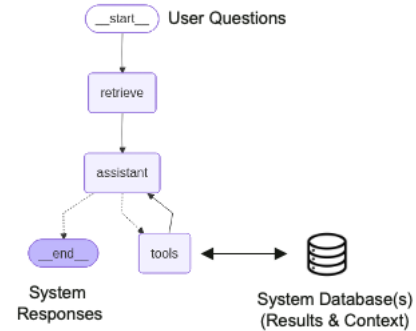 __start__
User Questions
retrieve
assistant
__end__
tools
System
Responses
System Database(s)
(Results & Context)